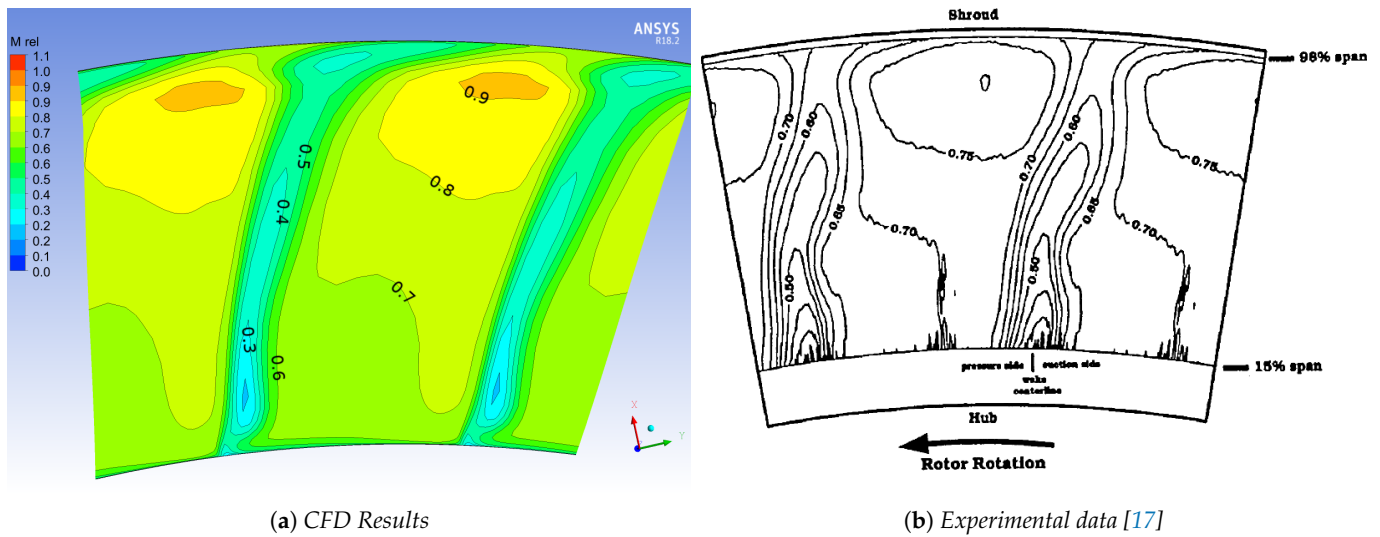 M rel
1.1
1.0
0.9
0.8
0.7
0.6
0.5
0.4
0.3
0.2
0.1
0.0
ANSYS
R18.2
0.9
0.5
0.8
0.4
0.7
0.3
0.6
X
Y
(a) CFD Results
Shroud
98% span
0.70
0.60
0.75
0.60
0.70
0.75
0.65
0.65
0.70
0.70
0.50
0.50
15% span
pressure side | suction side
wake
centerline
Hub
Rotor Rotation
(b) Experimental data [17]